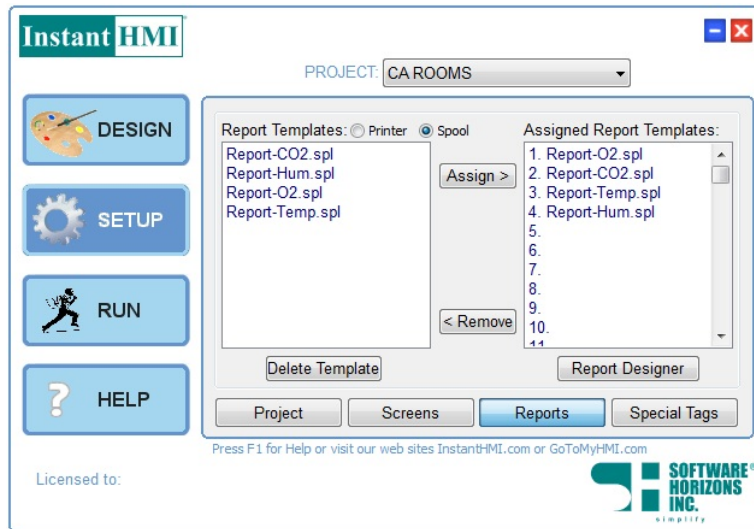 Instant HMI
PROJECT: CA ROOMS
DESIGN
SETUP
RUN
HELP
Report Templates: Printer Spool
Report-CO2.spl
Report-Hum.spl
Report-O2.spl
Report-Temp.spl
Assign >
< Remove
Assigned Report Templates:
1. Report-O2.spl
2. Report-CO2.spl
3. Report-Temp.spl
4. Report-Hum.spl
5.
6.
7.
8.
9.
10.
11.
Delete Template
Report Designer
Project
Screens
Reports
Special Tags
Press F1 for Help or visit our web sites InstantHMI.com or GoToMyHMI.com
Licensed to:
SOFTWARE®
HORIZONS
INC.
simplify